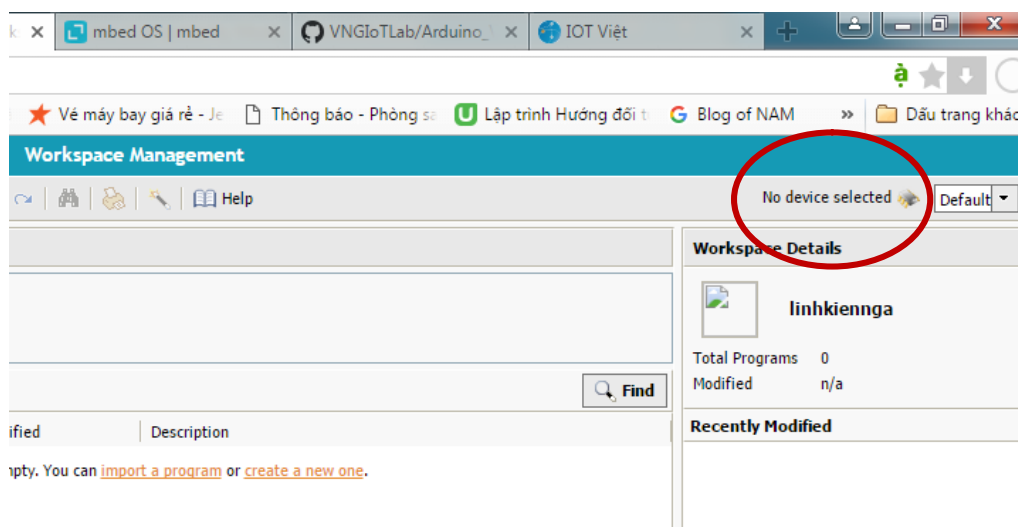 mbed OS | mbed VNGIoTLab/Arduino_ IOT Việt
Vé máy bay giá rẻ - Je Thông báo - Phòng sa Lập trình Hướng đối t Blog of NAM » Dấu trang khác
Workspace Management
Help No device selected Default
Workspace Details
linhkiennga
Total Programs 0
Find Modified n/a
ified Description Recently Modified
npty. You can import a program or create a new one.